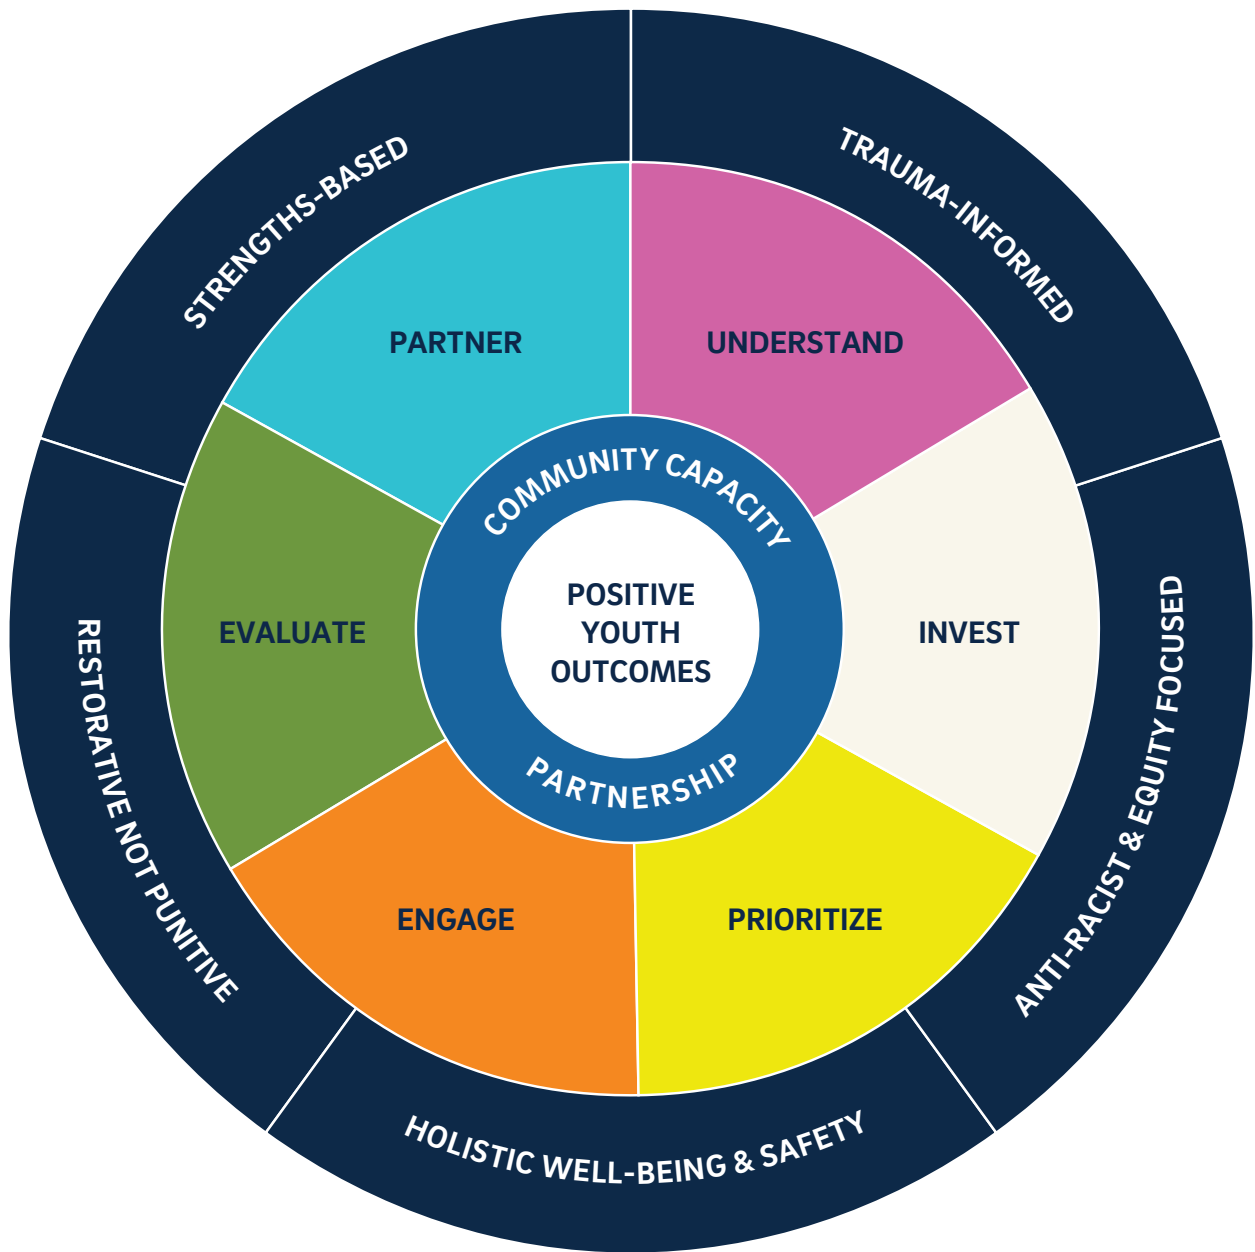 STRENGTHS-BASED
TRAUMA-INFORMED
PARTNER
UNDERSTAND
COMMUNITY CAPACITY
POSITIVE
YOUTH
OUTCOMES
EVALUATE
INVEST
PARTNERSHIP
RESTORATIVE NOT PUNITIVE
ANTI-RACIST & EQUITY FOCUSED
ENGAGE
PRIORITIZE
HOLISTIC WELL-BEING & SAFETY